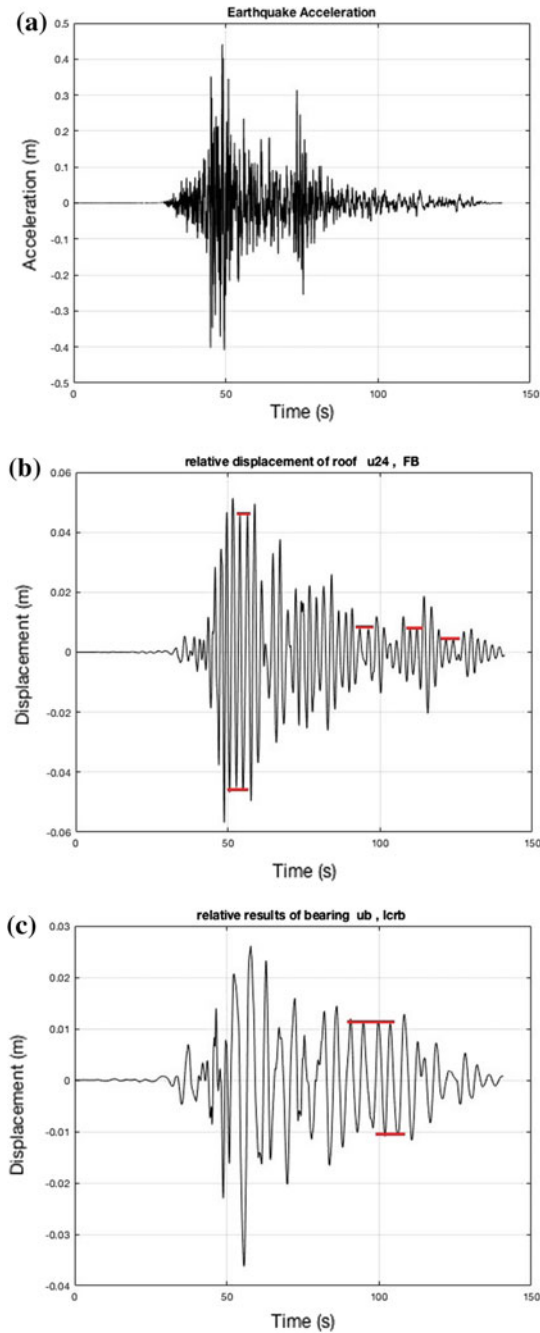 (a)
Earthquake Acceleration
0.5
0.4
0.3
0.2
0.1
0
-0.1
-0.2
-0.3
-0.4
-0.5
Acceleration (m)
0 50 100 150
Time (s)
(b)
relative displacement of roof u24 , FB
0.06
0.04
0.02
0
-0.02
-0.04
-0.06
Displacement (m)
0 50 100 150
Time (s)
(c)
relative results of bearing ub , lcrb
0.03
0.02
0.01
0
-0.01
-0.02
-0.03
-0.04
Displacement (m)
0 50 100 150
Time (s)